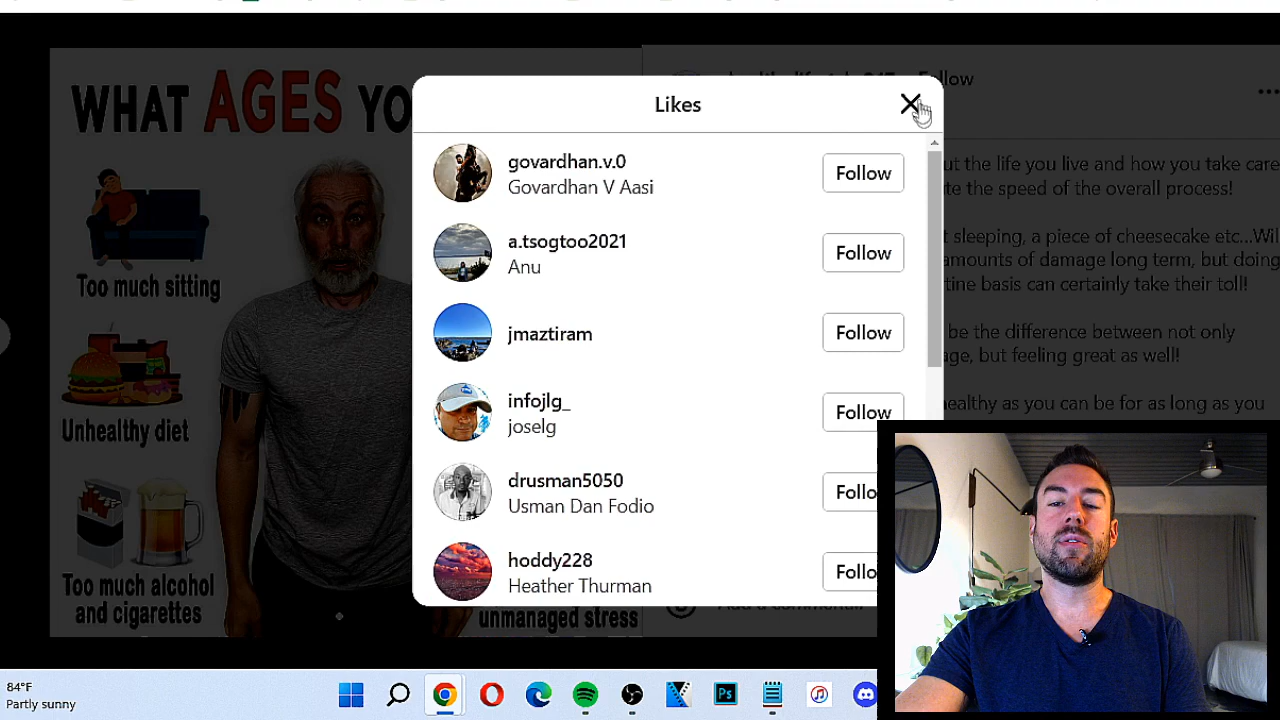 WHAT AGES YO
Follow
Likes
govardhan.v.0
Govardhan V Aasi
Follow
a.tsogtoo2021
Anu
Follow
jmaztiram
Follow
infojlg_
joselg
Follow
drusman5050
Usman Dan Fodio
Follo
hoddy228
Heather Thurman
Follo
Too much sitting
Unhealthy diet
Too much alcohol
and cigarettes
unmanaged stress
ut the life you live and how you take care
te the speed of the overall process!
t sleeping, a piece of cheesecake etc...Wil
amounts of damage long term, but doing
tine basis can certainly take their toll!
be the difference between not only
age, but feeling great as well!
healthy as you can be for as long as you
84°F
Partly sunny
Ps